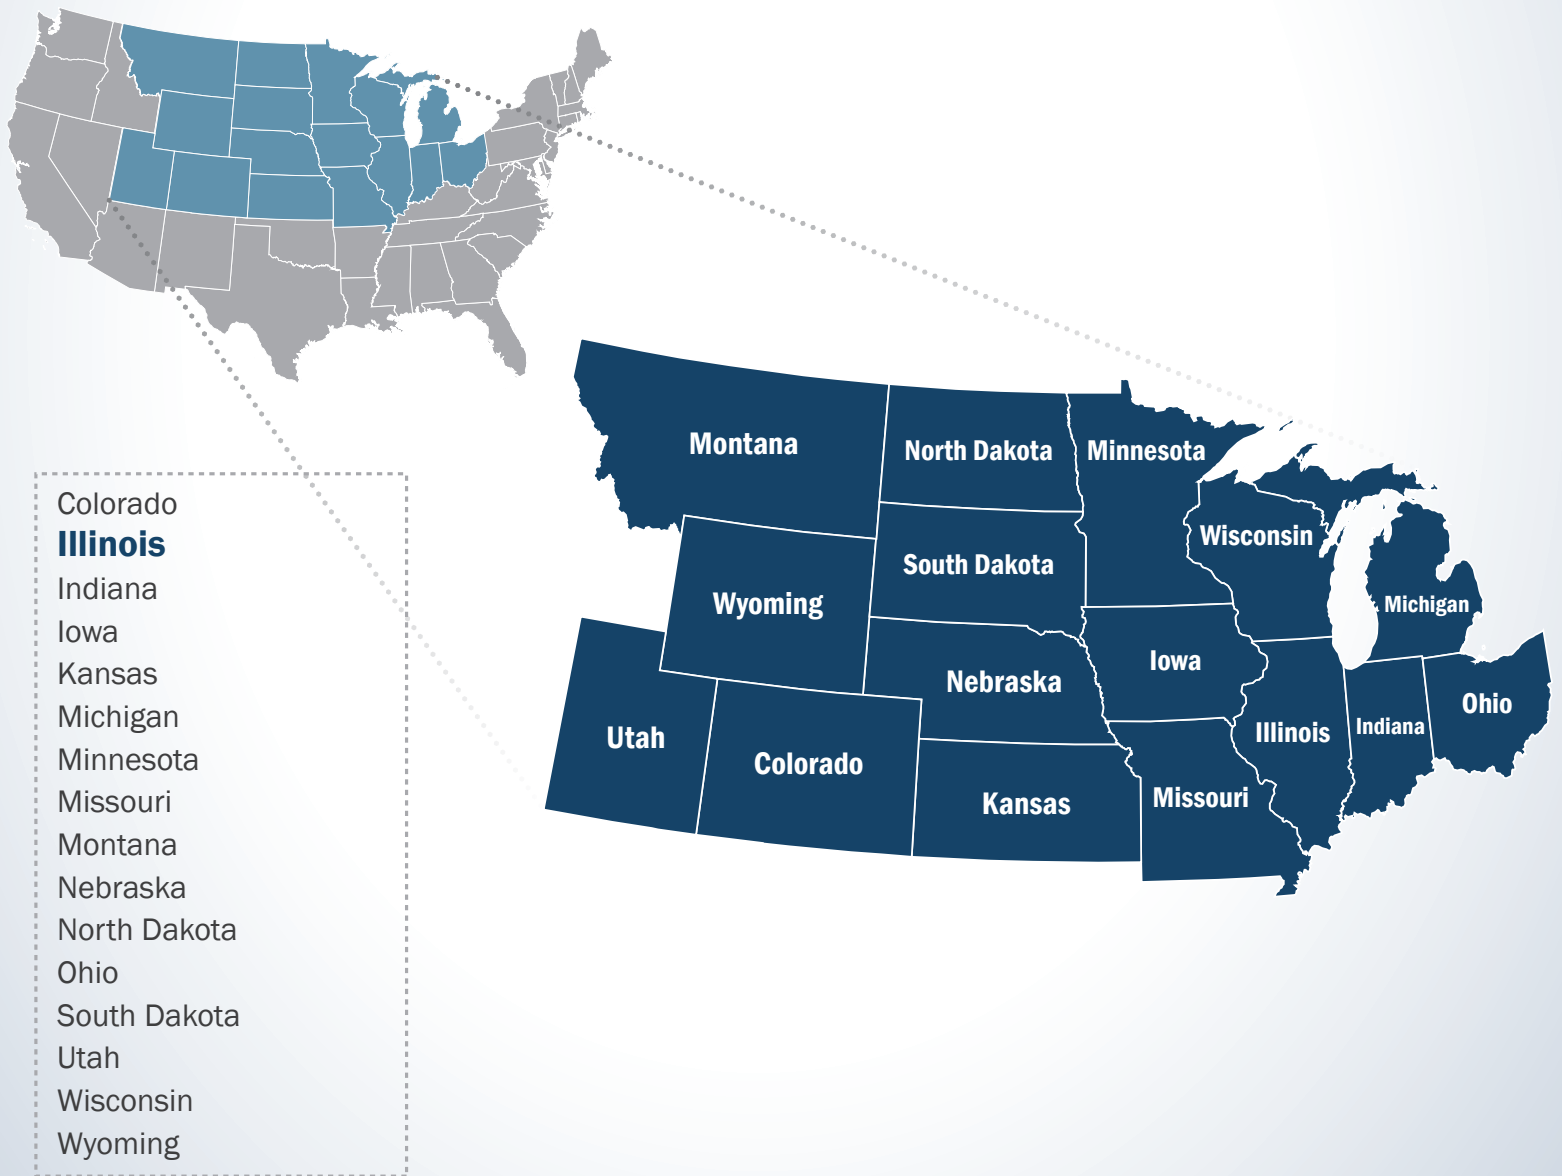 Montana
North Dakota
Minnesota
Wisconsin
South Dakota
Wyoming
Michigan
Iowa
Nebraska
Ohio
Utah
Illinois
Indiana
Colorado
Kansas
Missouri
Colorado
Illinois
Indiana
Iowa
Kansas
Michigan
Minnesota
Missouri
Montana
Nebraska
North Dakota
Ohio
South Dakota
Utah
Wisconsin
Wyoming